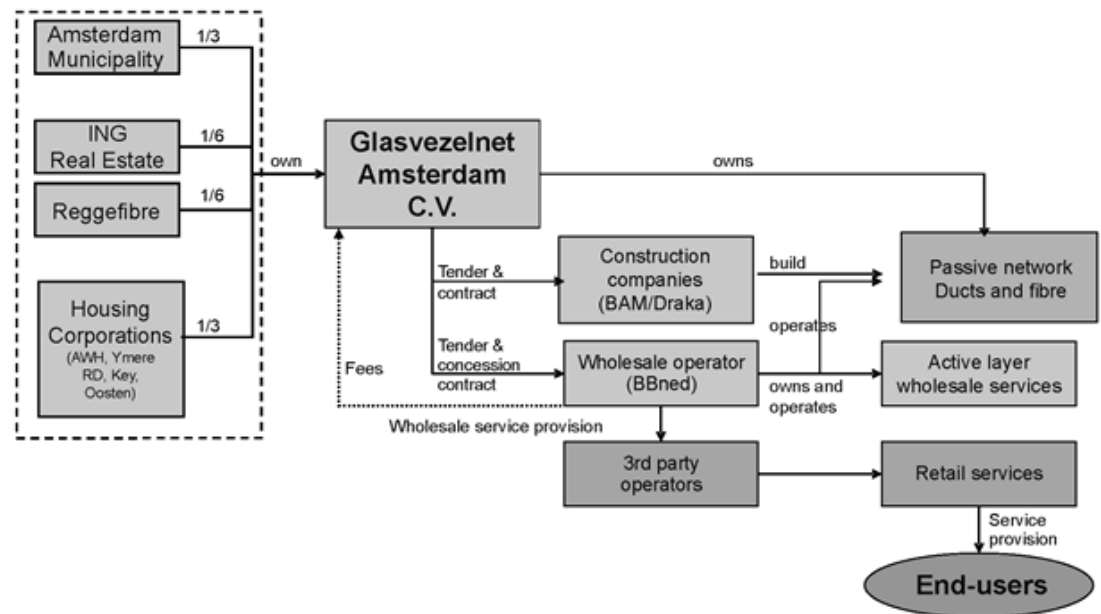 Amsterdam
Municipality
1/3
ING
Real Estate
1/6
Reggefibre
1/6
Housing
Corporations
(AWH, Ymere
RD, Key,
Oosten)
1/3
own
Glasvezelnet
Amsterdam
C.V.
owns
Tender &
contract
Construction
companies
(BAM/Draka)
build
Passive network
Ducts and fibre
operates
Tender &
concession
contract
Fees
Wholesale operator
(BBned)
owns and
operates
Active layer
wholesale services
Wholesale service provision
3rd party
operators
Retail services
Service
provision
End-users